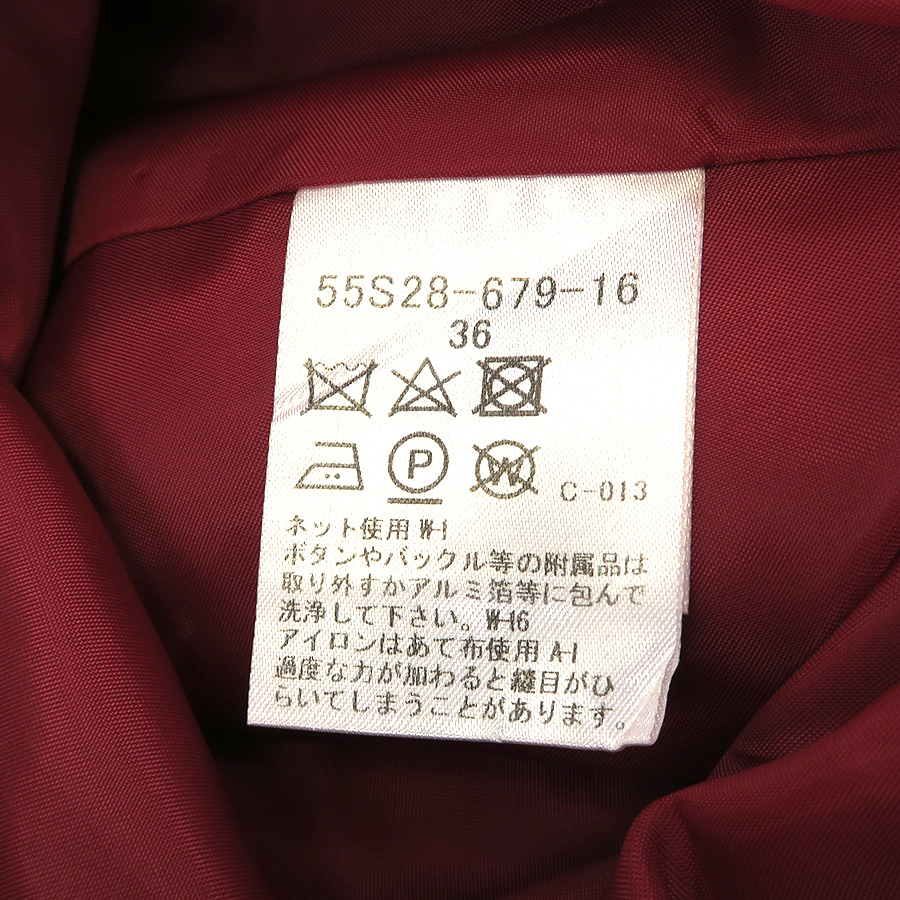 55S28-679-16
36
P
W
C-013
ネット使用 W-1
ボタンやバックル等の附属品は
取り外すかアルミ箔等に包んで
洗浄して下さい。W-16
アイロンはあて布使用 A-1
過度な力が加わると縫目がひ
らいてしまうことがあります。